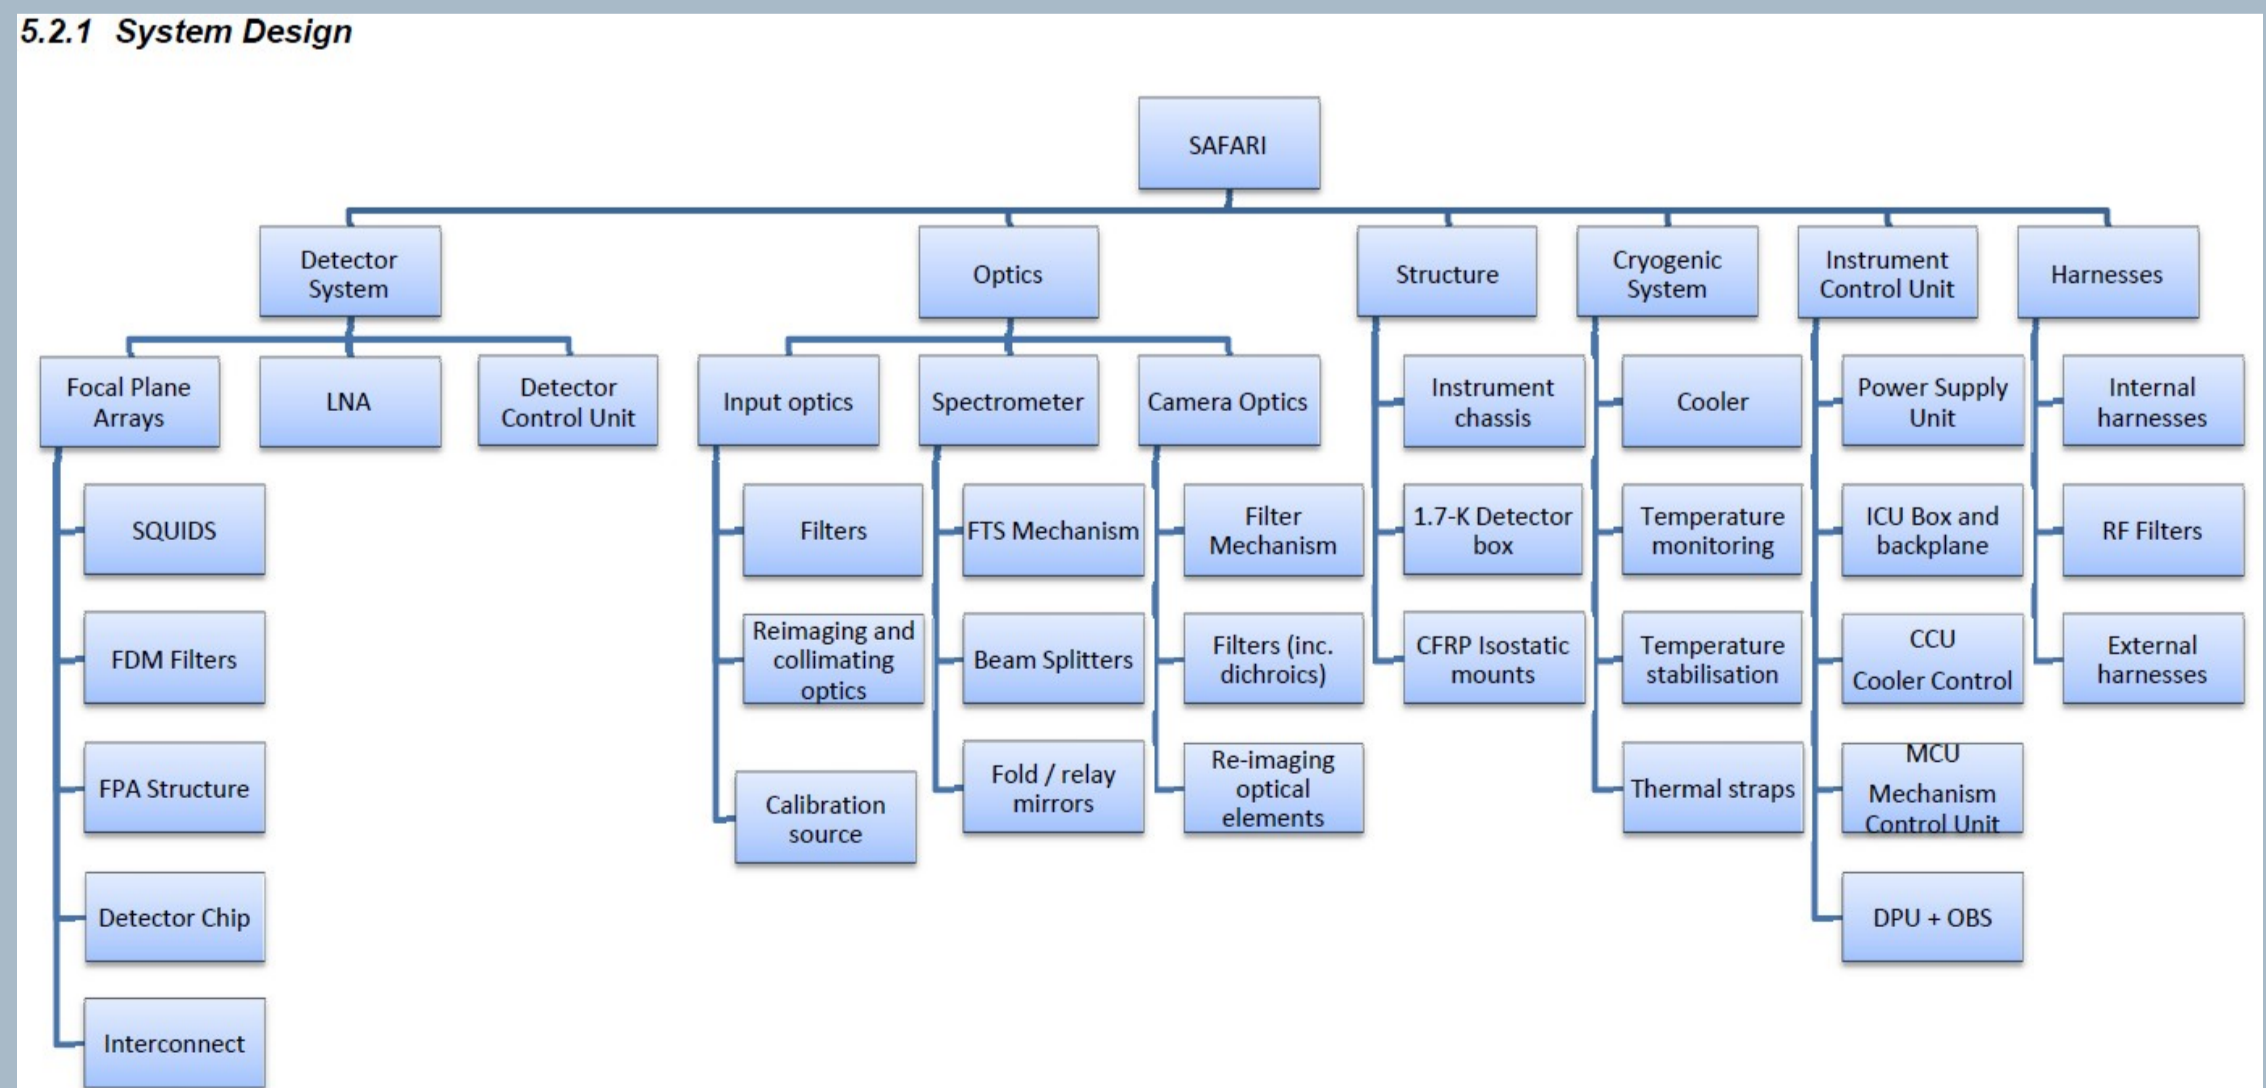 5.2.1 System Design
SAFARI
Detector
System
Optics
Structure
Cryogenic
System
Instrument
Control Unit
Harnesses
Focal Plane
Arrays
LNA
Detector
Control Unit
Input optics
Spectrometer
Camera Optics
Instrument
chassis
Cooler
Power Supply
Unit
Internal
harnesses
SQUIDS
Filters
FTS Mechanism
Filter
Mechanism
1.7-K Detector
box
Temperature
monitoring
ICU Box and
backplane
RF Filters
FDM Filters
Reimaging and
collimating
optics
Beam Splitters
Filters (inc.
dichroics)
CFRP Isostatic
mounts
Temperature
stabilisation
CCU
Cooler Control
External
harnesses
FPA Structure
Calibration
source
Fold / relay
mirrors
Re-imaging
optical
elements
Thermal straps
MCU
Mechanism
Control Unit
Detector Chip
DPU + OBS
Interconnect